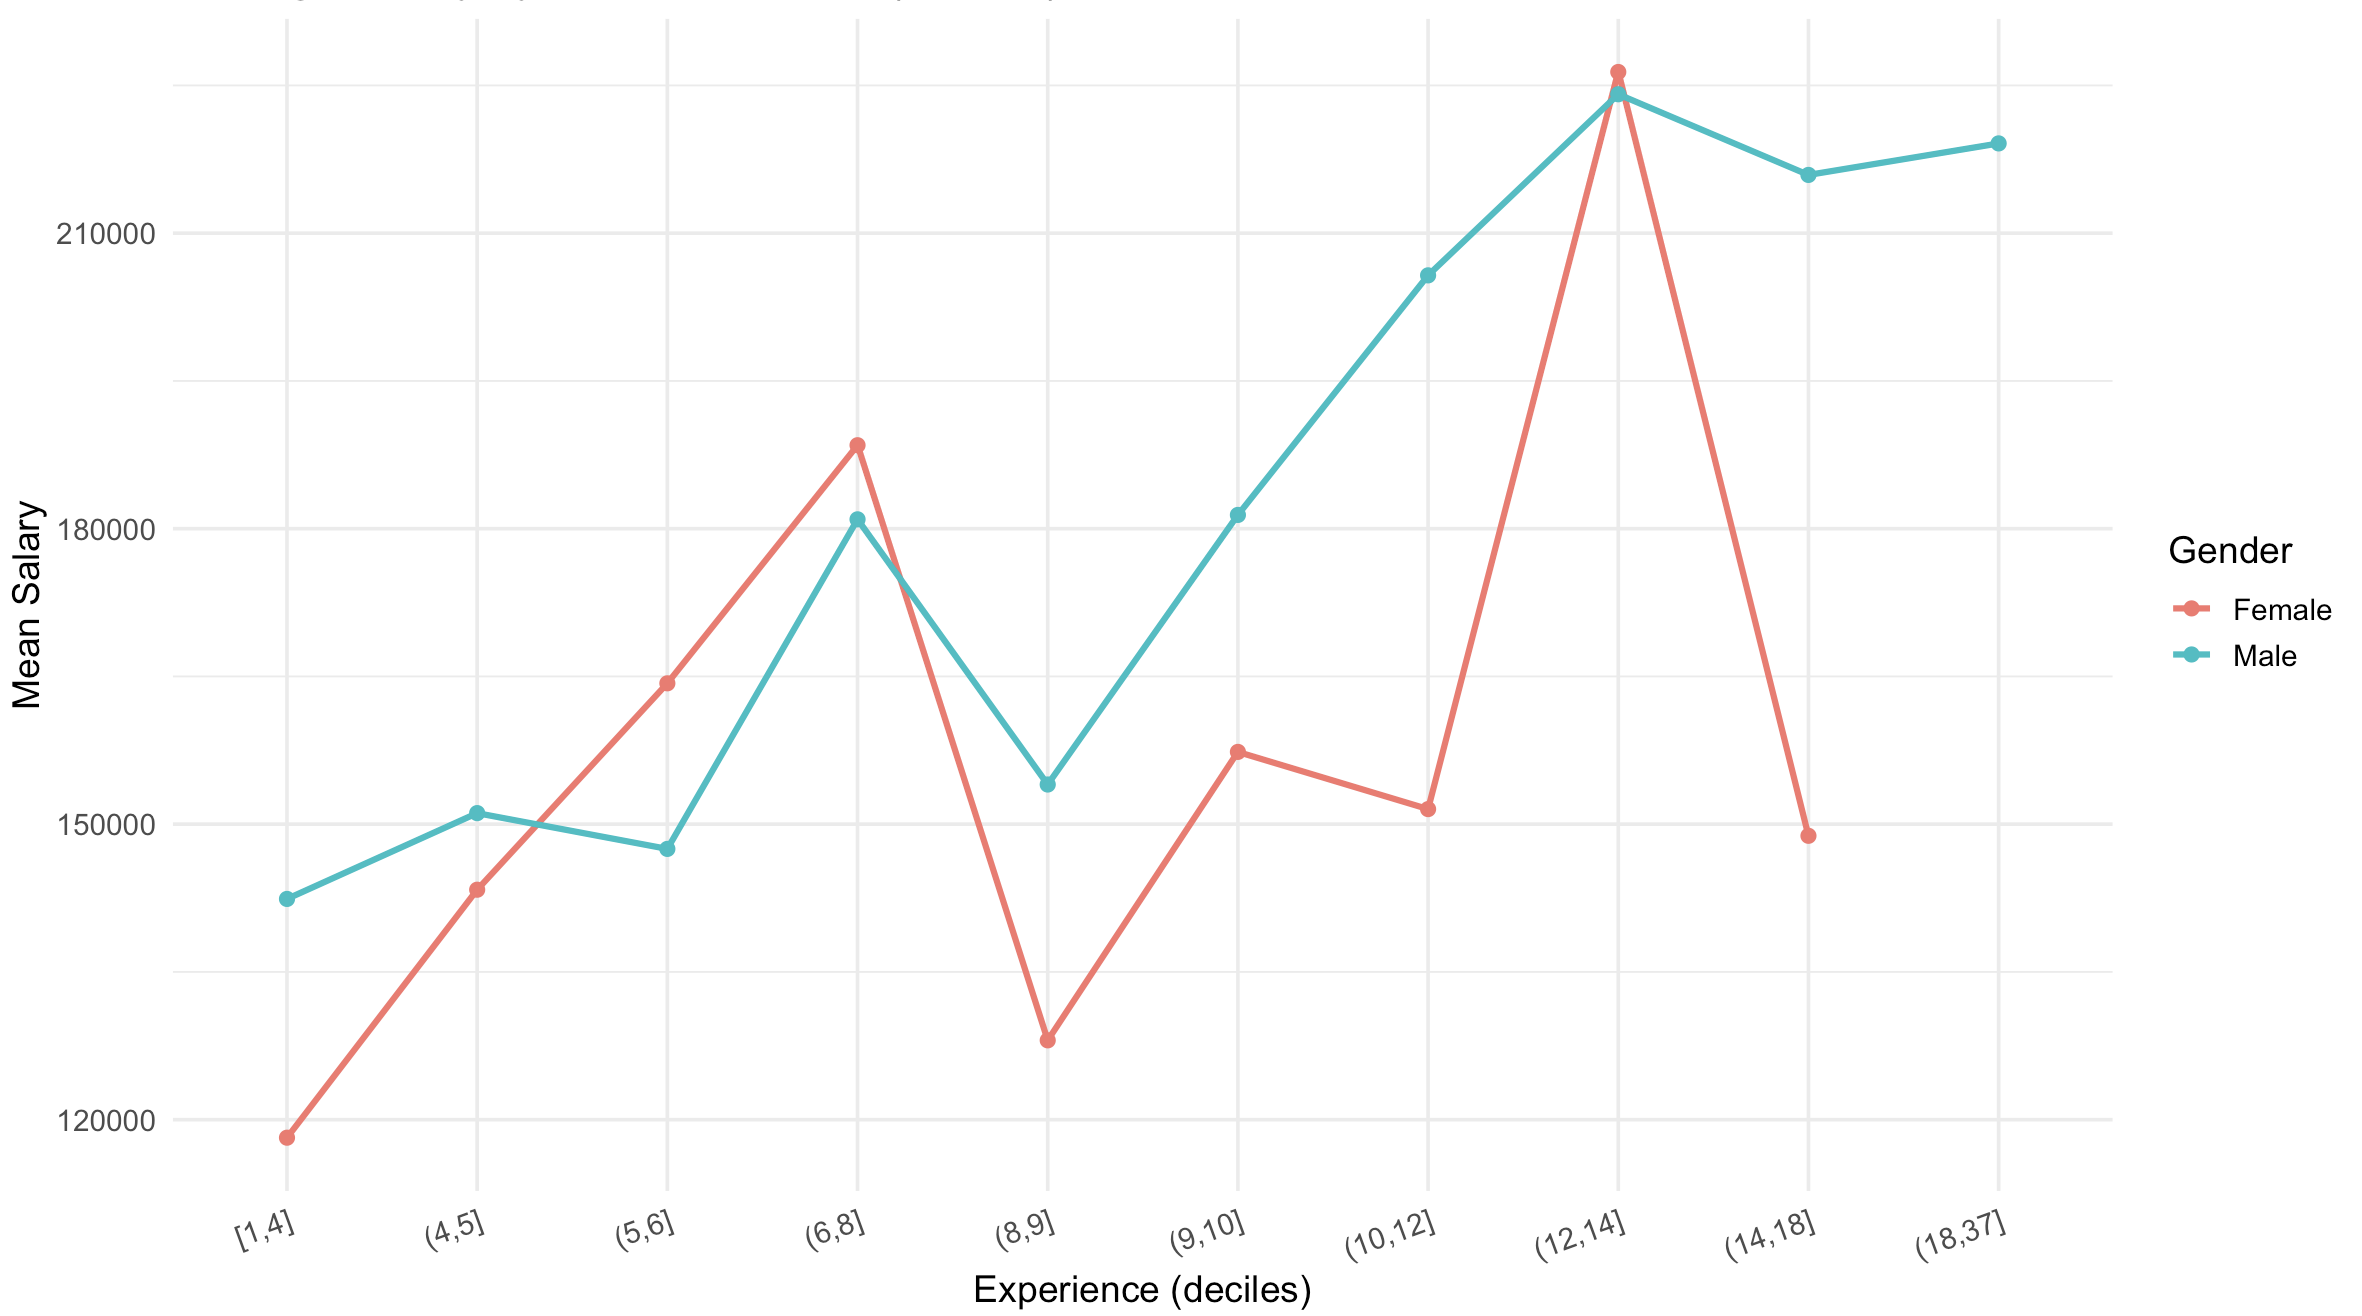 210000
180000
150000
120000
Mean Salary
[1,4]
(4,5]
(5,6]
(6,8]
(8,9]
(9,10]
(10,12]
(12,14]
(14,18]
(18,37]
Experience (deciles)
Gender
Female
Male